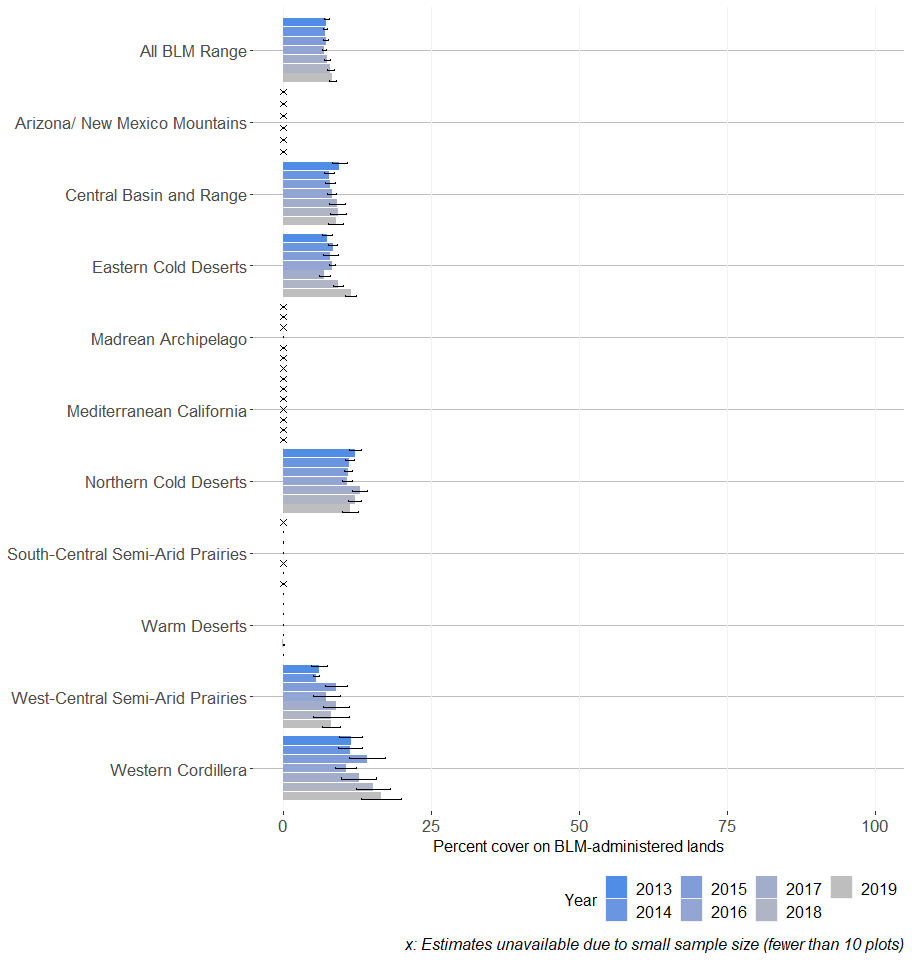 All BLM Range
Arizona/ New Mexico Mountains
Central Basin and Range
Eastern Cold Deserts
Madrean Archipelago
Mediterranean California
Northern Cold Deserts
South-Central Semi-Arid Prairies
Warm Deserts
West-Central Semi-Arid Prairies
Western Cordillera
0 25 50 75 100
Percent cover on BLM-administered lands
Year
2013 2015 2017 2019
2014 2016 2018
x: Estimates unavailable due to small sample size (fewer than 10 plots)